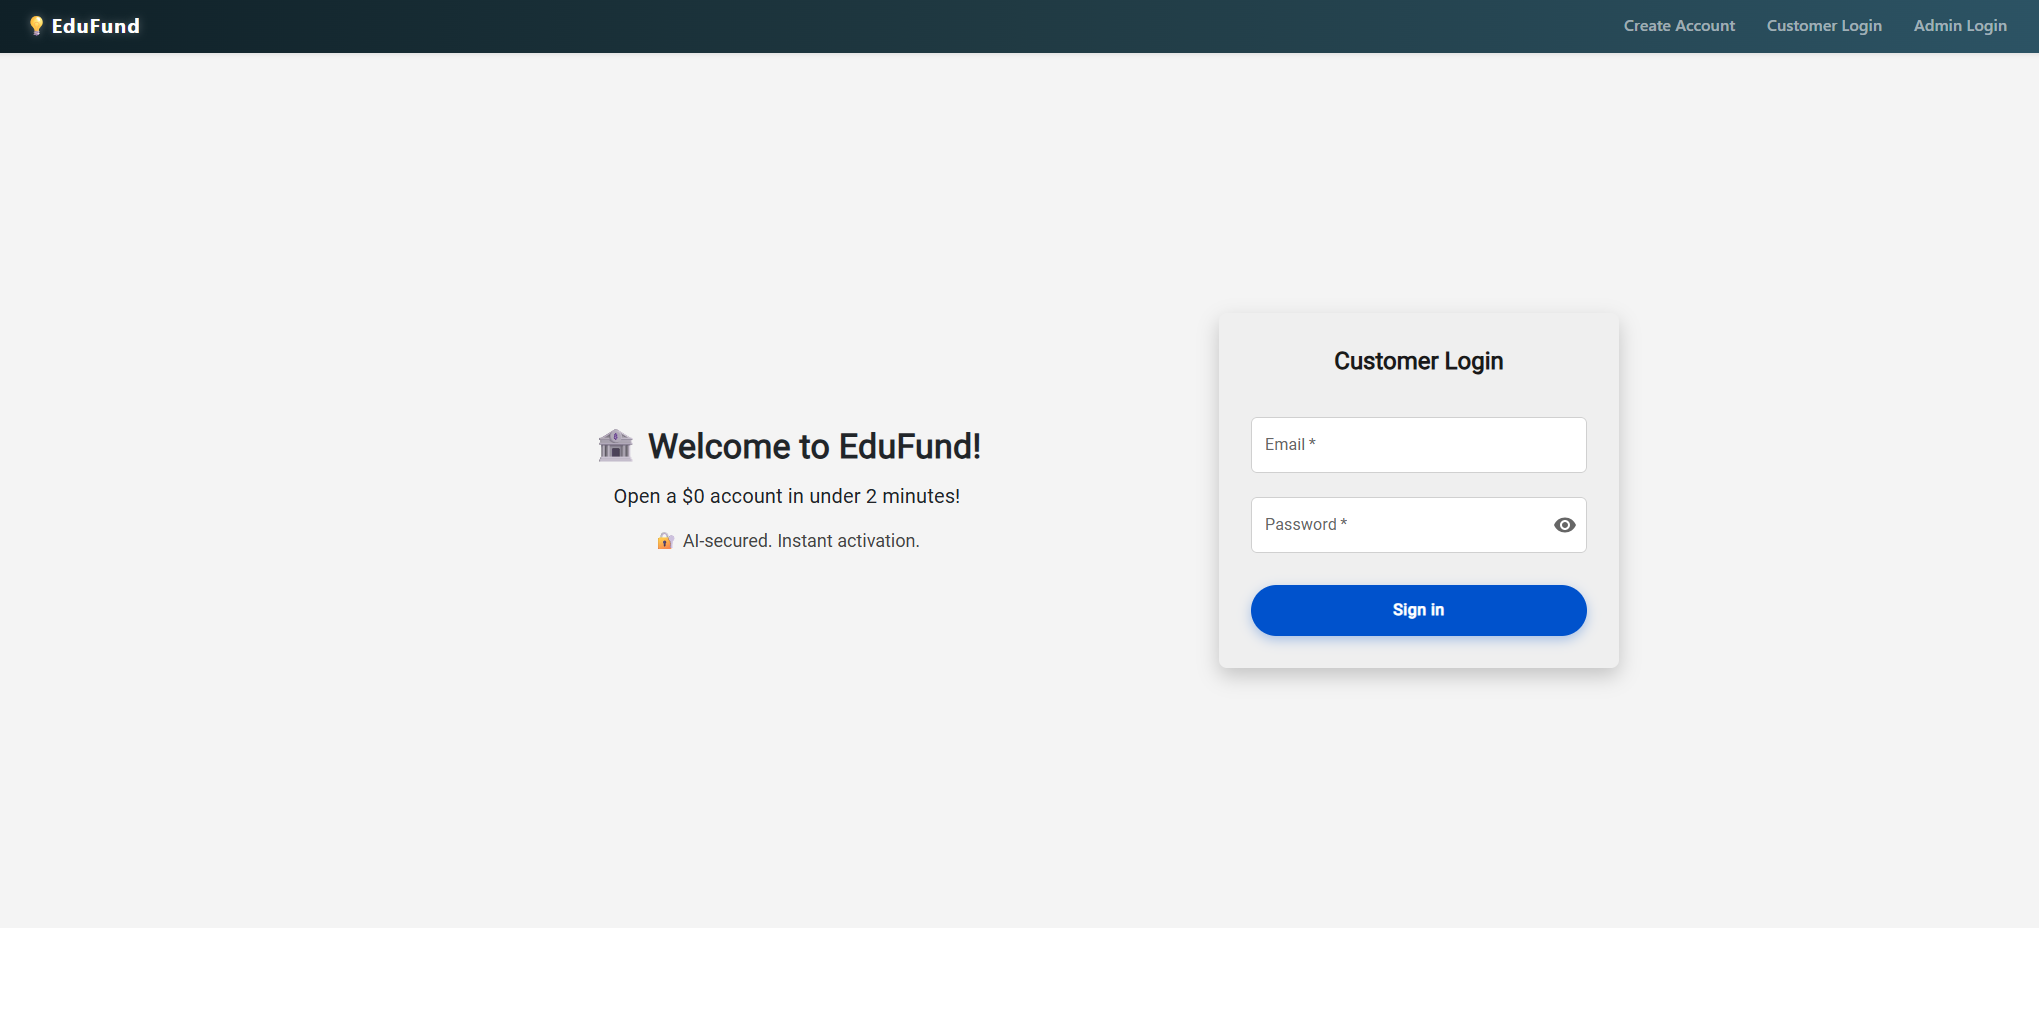 EduFund
Create Account
Customer Login
Admin Login
Welcome to EduFund!
Open a $0 account in under 2 minutes!
AI-secured. Instant activation.
Customer Login
Email *
Password *
Sign in